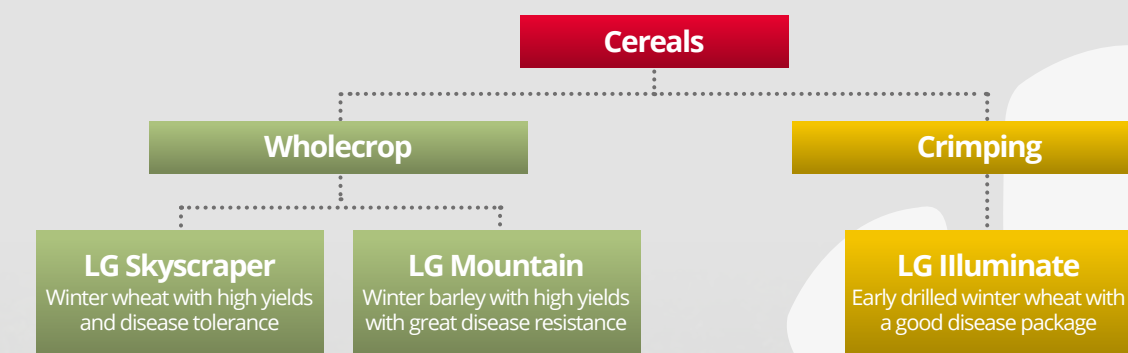 Cereals
Wholecrop
Crimping
LG Skyscraper
Winter wheat with high yields
and disease tolerance
LG Mountain
Winter barley with high yields
with great disease resistance
LG Illuminate
Early drilled winter wheat with
a good disease package